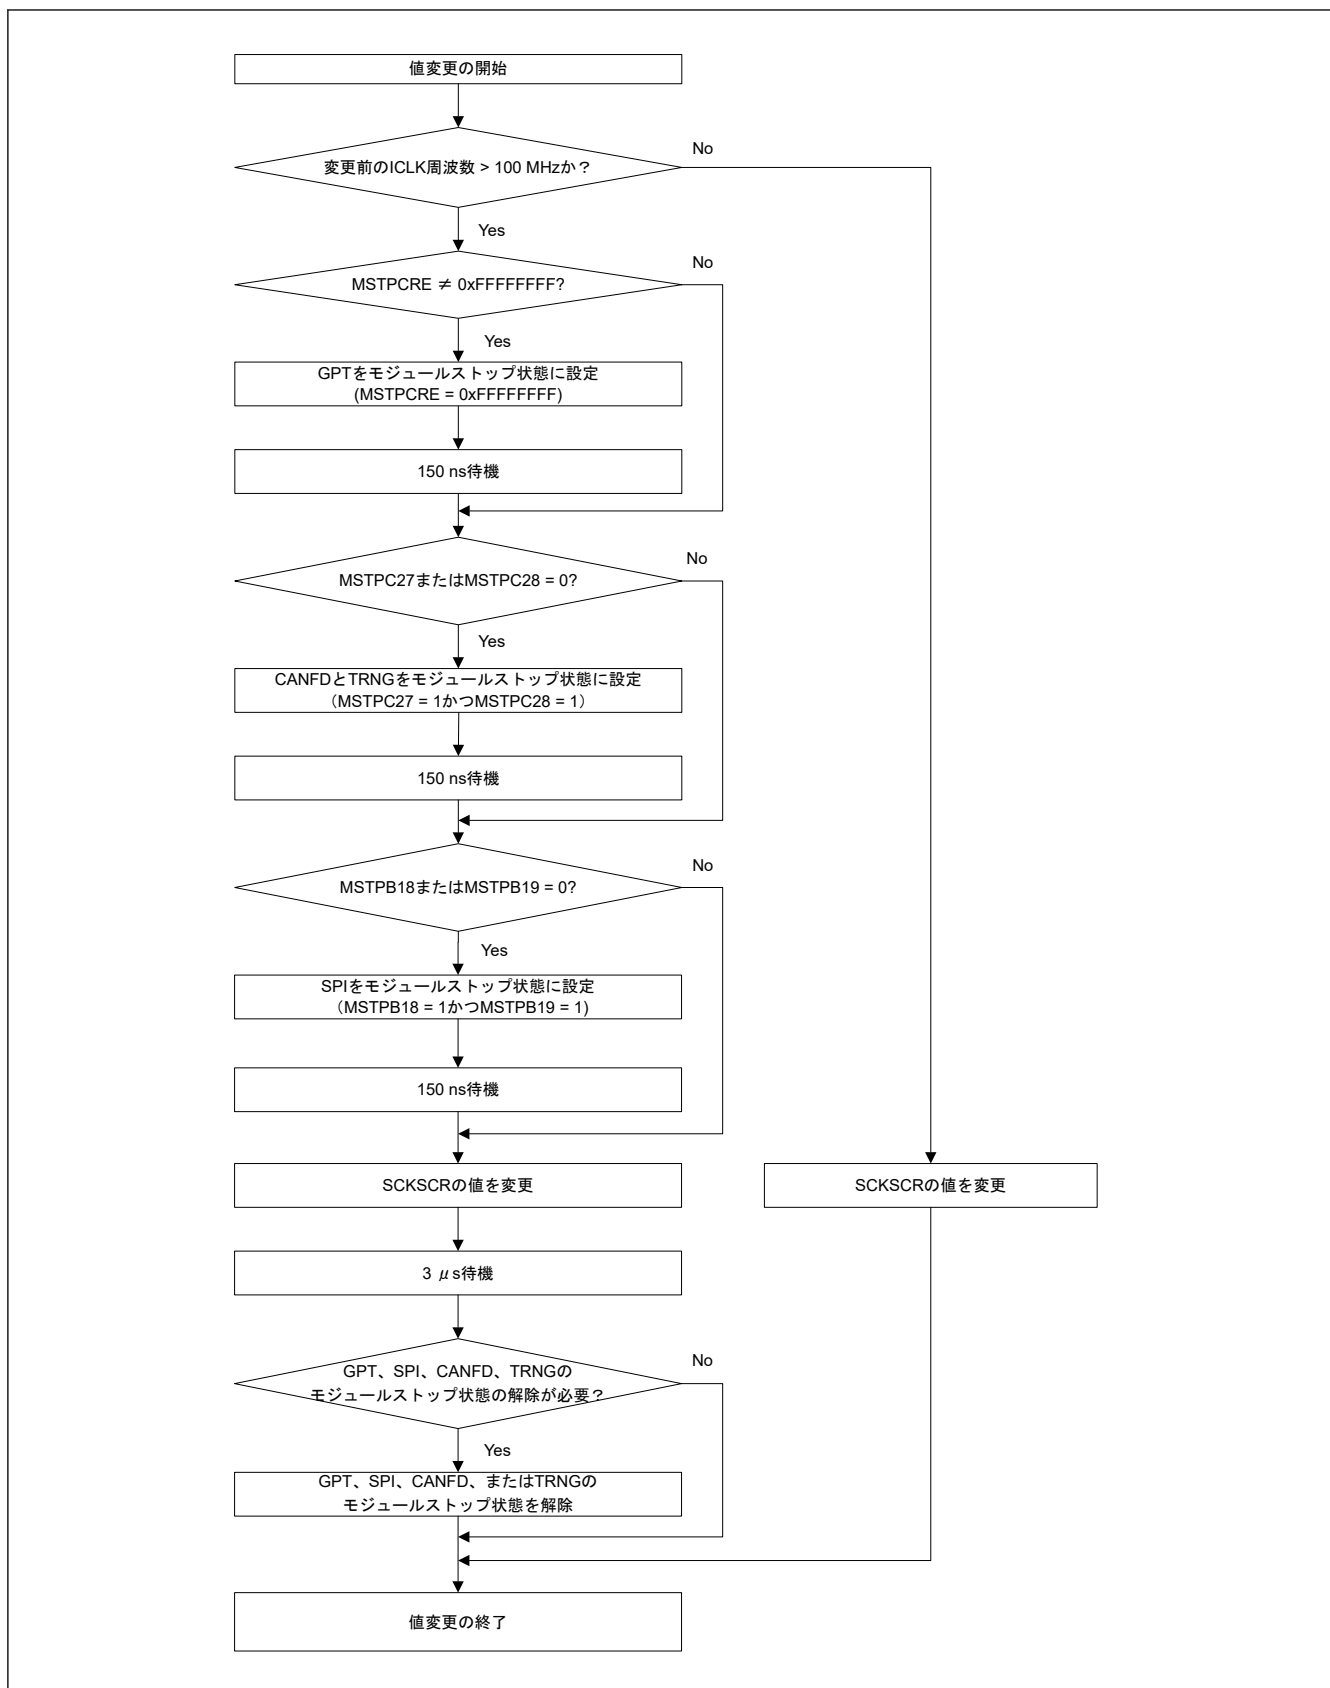 値変更の開始
変更前のICLK周波数 > 100 MHzか？
No
Yes
MSTPCRE ≠ 0xFFFFFFFF?
No
Yes
GPTをモジュールストップ状態に設定
(MSTPCRE = 0xFFFFFFFF)
150 ns待機
MSTPC27またはMSTPC28 = 0?
No
Yes
CANFDとTRNGをモジュールストップ状態に設定
（MSTPC27 = 1かつMSTPC28 = 1）
150 ns待機
MSTPB18またはMSTPB19 = 0?
No
Yes
SPIをモジュールストップ状態に設定
（MSTPB18 = 1かつMSTPB19 = 1)
150 ns待機
SCKSCRの値を変更
SCKSCRの値を変更
3 μs待機
GPT、SPI、CANFD、TRNGの
モジュールストップ状態の解除が必要？
No
Yes
GPT、SPI、CANFD、またはTRNGの
モジュールストップ状態を解除
値変更の終了